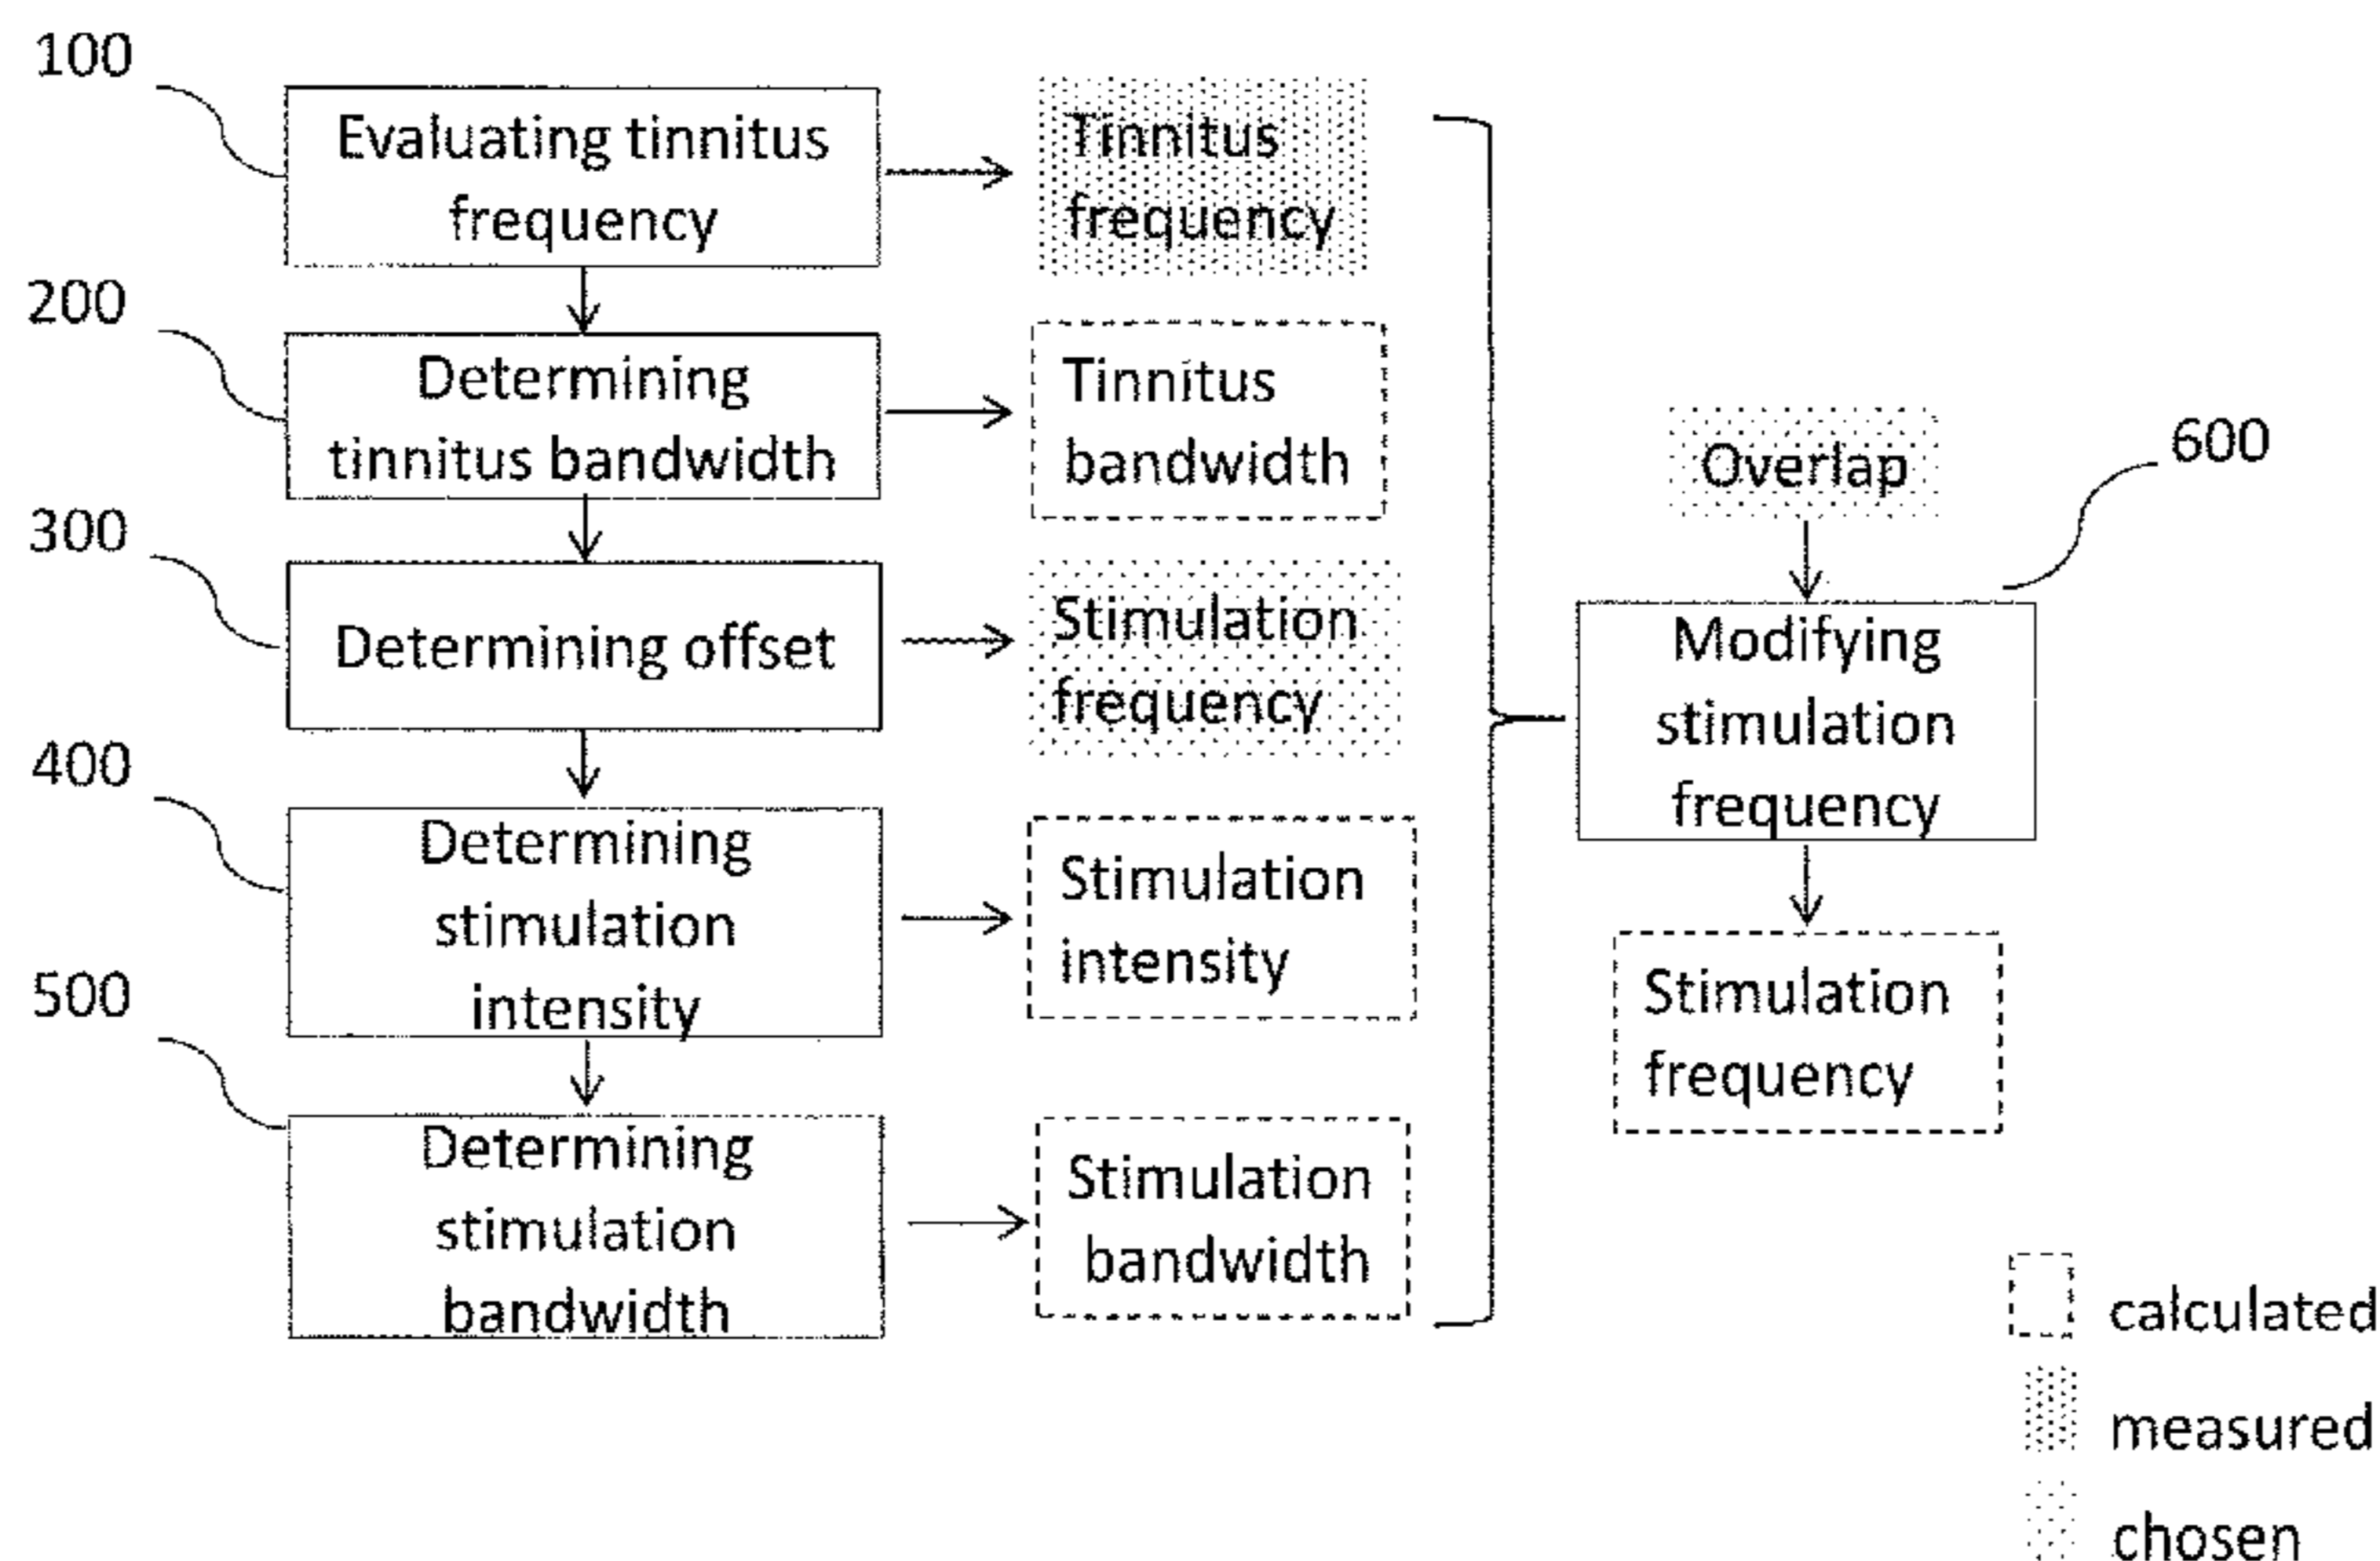 100
Evaluating tinnitus
frequency
Tinnitus
frequency
200
Determining
tinnitus bandwidth
Tinnitus
bandwidth
300
Determining offset
Stimulation
frequency
400
Determining
stimulation
intensity
Stimulation
intensity
500
Determining
stimulation
bandwidth
Stimulation
bandwidth
Overlap
600
Modifying
stimulation
frequency
Stimulation
frequency
calculated
measured
chosen